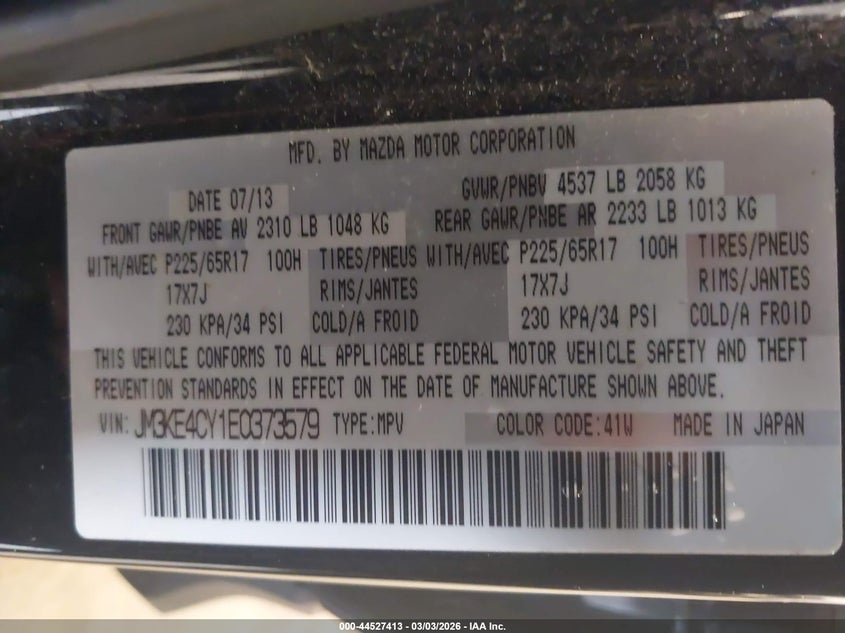 MFD. BY MAZDA MOTOR CORPORATION
DATE 07/13 GVWR/PNBV 4537 LB 2058 KG
FRONT GAWR/PNBE AV 2310 LB 1048 KG REAR GAWR/PNBE AR 2233 LB 1013 KG
WITH/AVEC P225/65R17 100H TIRES/PNEUS WITH/AVEC P225/65R17 100H TIRES/PNEUS
17X7J RIMS/JANTES 17X7J RIMS/JANTES
230 KPA/34 PSI COLD/A FROID 230 KPA/34 PSI COLD/A FROID
THIS VEHICLE CONFORMS TO ALL APPLICABLE FEDERAL MOTOR VEHICLE SAFETY AND THEFT
PREVENTION STANDARDS IN EFFECT ON THE DATE OF MANUFACTURE SHOWN ABOVE.
VIN: JM3KE4CY1E0373579 TYPE:MPV COLOR CODE:41W MADE IN JAPAN
000-44527413 - 03/03/2026 - IAA Inc.